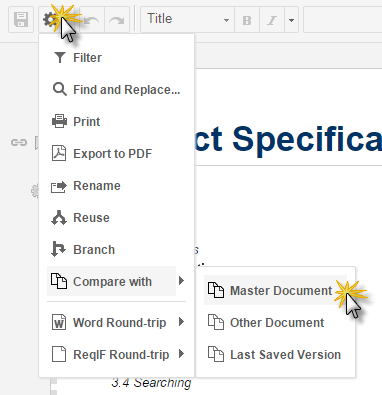 Title
B
I
Filter
Find and Replace...
ct Specifica
Print
Export to PDF
Rename
Reuse
Branch
s
Compare with
Master Document
Word Round-trip
Other Document
ReqIF Round-trip
Last Saved Version
3.4 Searching